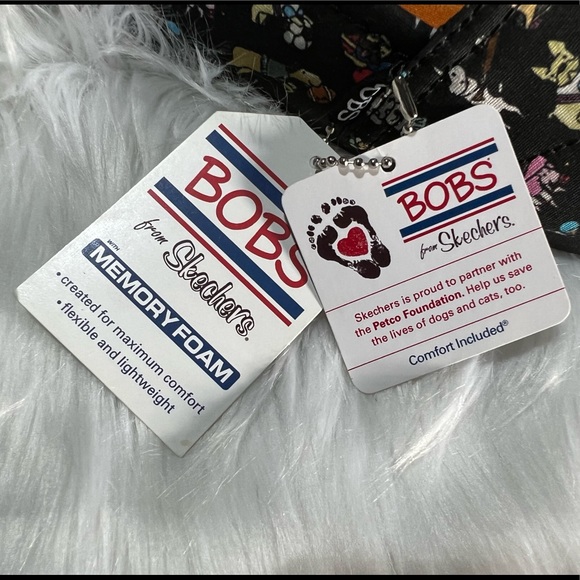 BOBS
from Skechers®
WITH
MEMORY FOAM
• created for maximum comfort
• flexible and lightweight
BOBS®
from Skechers®
Skechers is proud to partner with
the Petco Foundation. Help us save
the lives of dogs and cats, too.
Comfort Included®